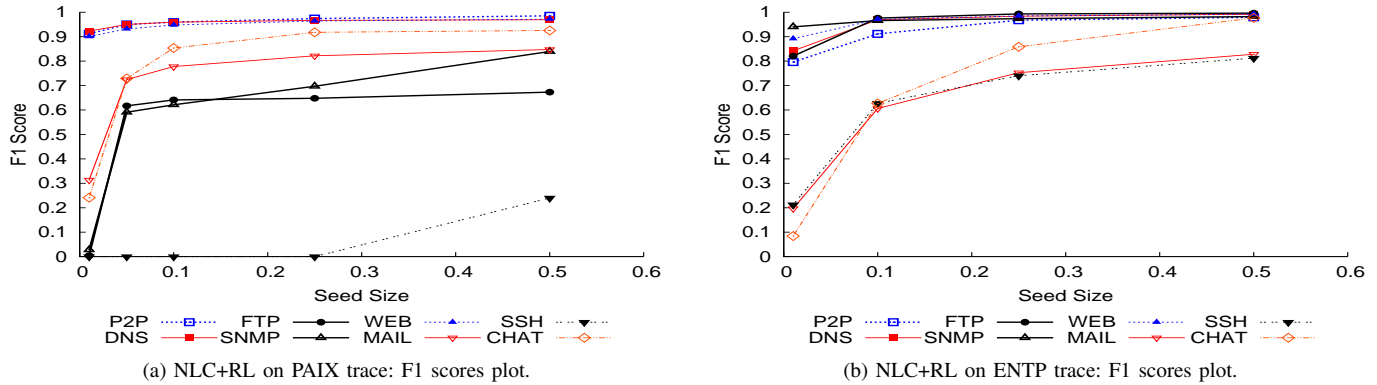 1
0.9
0.8
0.7
0.6
0.5
0.4
0.3
0.2
0.1
0
F1 Score
0 0.1 0.2 0.3 0.4 0.5 0.6
Seed Size
P2P FTP WEB SSH
DNS SNMP MAIL CHAT
(a) NLC+RL on PAIX trace: F1 scores plot.
1
0.9
0.8
0.7
0.6
0.5
0.4
0.3
0.2
0.1
0
F1 Score
0 0.1 0.2 0.3 0.4 0.5 0.6
Seed Size
P2P FTP WEB SSH
DNS SNMP MAIL CHAT
(b) NLC+RL on ENTP trace: F1 scores plot.